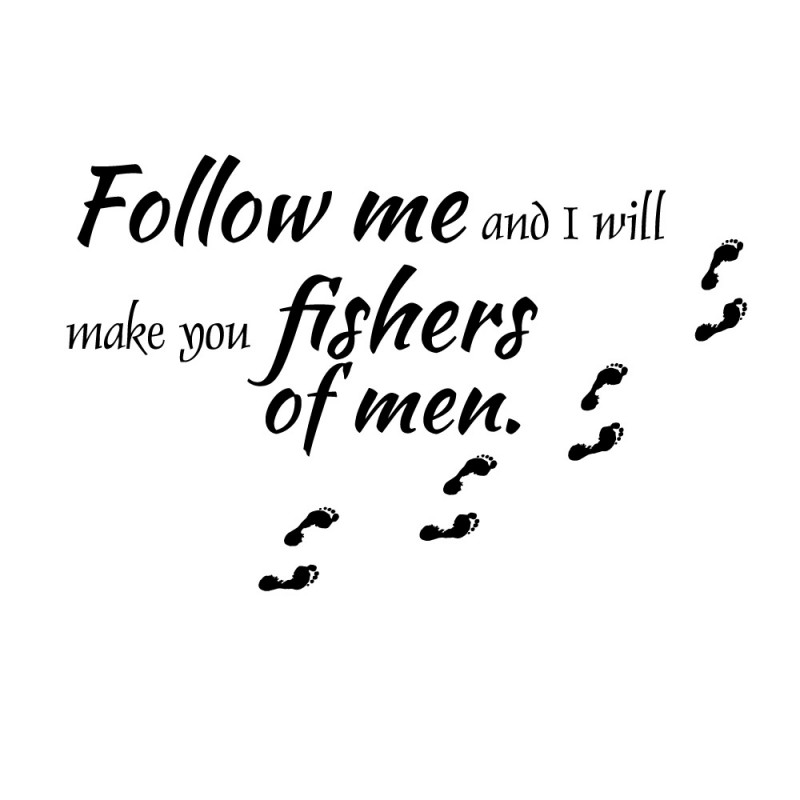 Follow me and I will
make you fishers
of men.